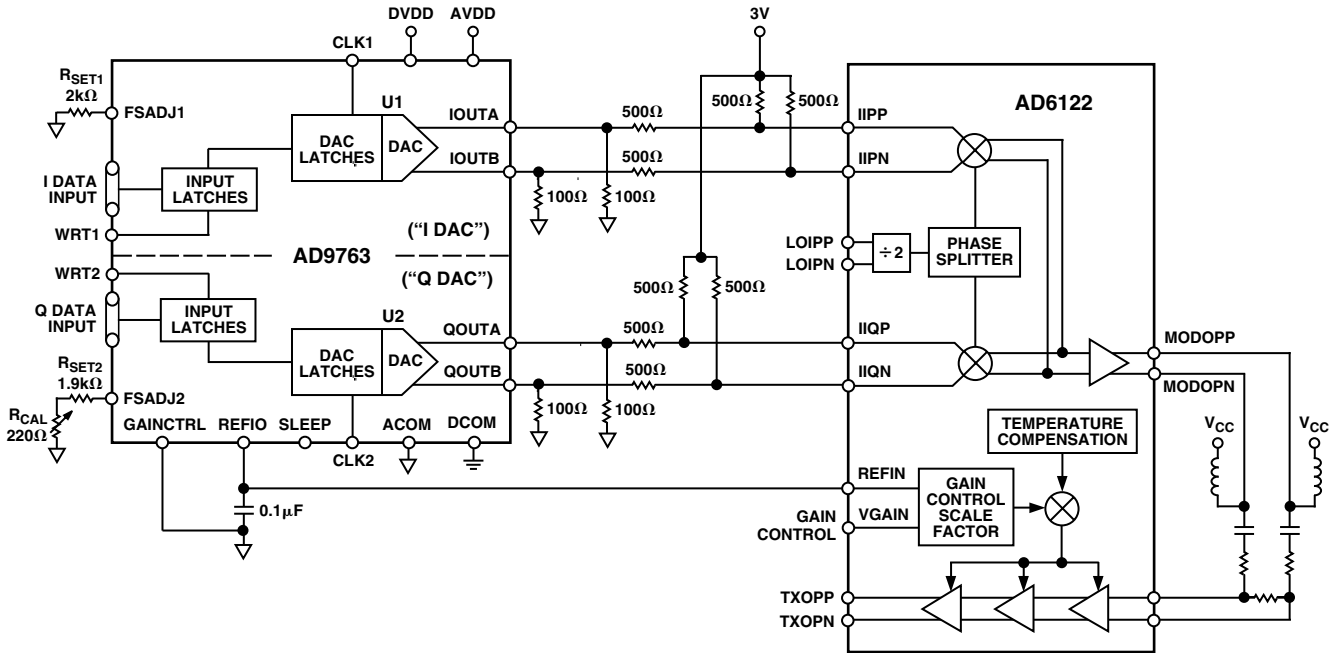 DVDD AVDD
3V
CLK1
RSET1
2kΩ
FSADJ1
U1
DAC
LATCHES
DAC
IOUTA
IOUTB
500Ω
500Ω
500Ω
500Ω
100Ω
100Ω
I DATA
INPUT
INPUT
LATCHES
WRT1
("I DAC")
AD9763
("Q DAC")
WRT2
Q DATA
INPUT
INPUT
LATCHES
U2
DAC
LATCHES
DAC
QOUTA
QOUTB
500Ω
500Ω
500Ω
500Ω
100Ω
100Ω
RSET2
1.9kΩ
FSADJ2
RCAL
220Ω
GAINCTRL REFIO SLEEP
CLK2
ACOM DCOM
0.1μF
AD6122
IIPP
IIPN
LOIPP
LOIPN
÷2
PHASE
SPLITTER
IIQP
IIQN
MODOPP
MODOPN
TEMPERATURE
COMPENSATION
VCC
VCC
REFIN
GAIN
CONTROL
VGAIN
GAIN
CONTROL
SCALE
FACTOR
TXOPP
TXOPN